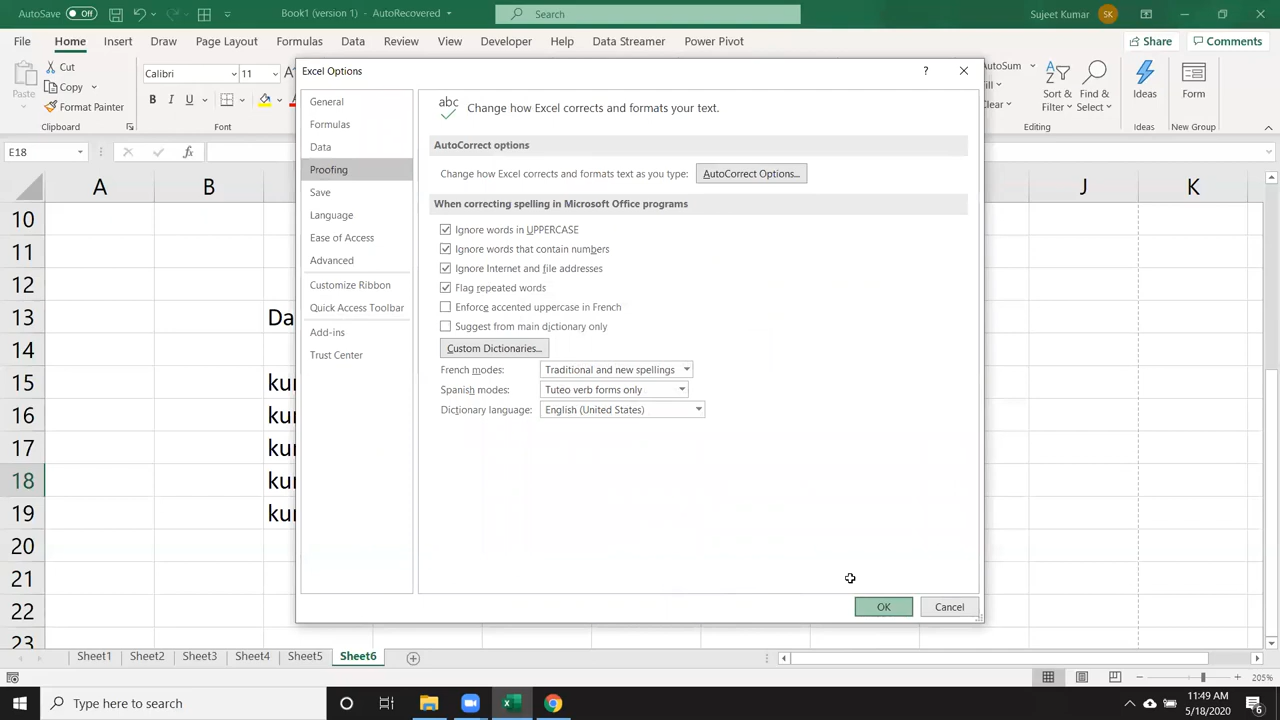 AutoSave Off Book1 (version 1) - AutoRecovered Search Sujeet Kumar SK
File Home Insert Draw Page Layout Formulas Data Review View Developer Help Data Streamer Power Pivot Share Comments
Paste Cut Copy Format Painter Clipboard
Calibri 11 B I U Font
AutoSum Sort & Filter Find & Select Editing
Ideas Ideas
Form New Group
E18 fx
A B J K
10
11
12
13 Da
14
15 kur
16 kur
17 kur
18 kur
19 kur
20
21
22
23
Excel Options ?
General
Formulas
Data
Proofing
Save
Language
Ease of Access
Advanced
Customize Ribbon
Quick Access Toolbar
Add-ins
Trust Center
abc Change how Excel corrects and formats your text.
AutoCorrect options
Change how Excel corrects and formats text as you type: AutoCorrect Options...
When correcting spelling in Microsoft Office programs
Ignore words in UPPERCASE
Ignore words that contain numbers
Ignore Internet and file addresses
Flag repeated words
Enforce accented uppercase in French
Suggest from main dictionary only
Custom Dictionaries...
French modes: Traditional and new spellings
Spanish modes: Tuteo verb forms only
Dictionary language: English (United States)
OK Cancel
Sheet1 Sheet2 Sheet3 Sheet4 Sheet5 Sheet6
205%
Type here to search
11:49 AM
5/18/2020 6